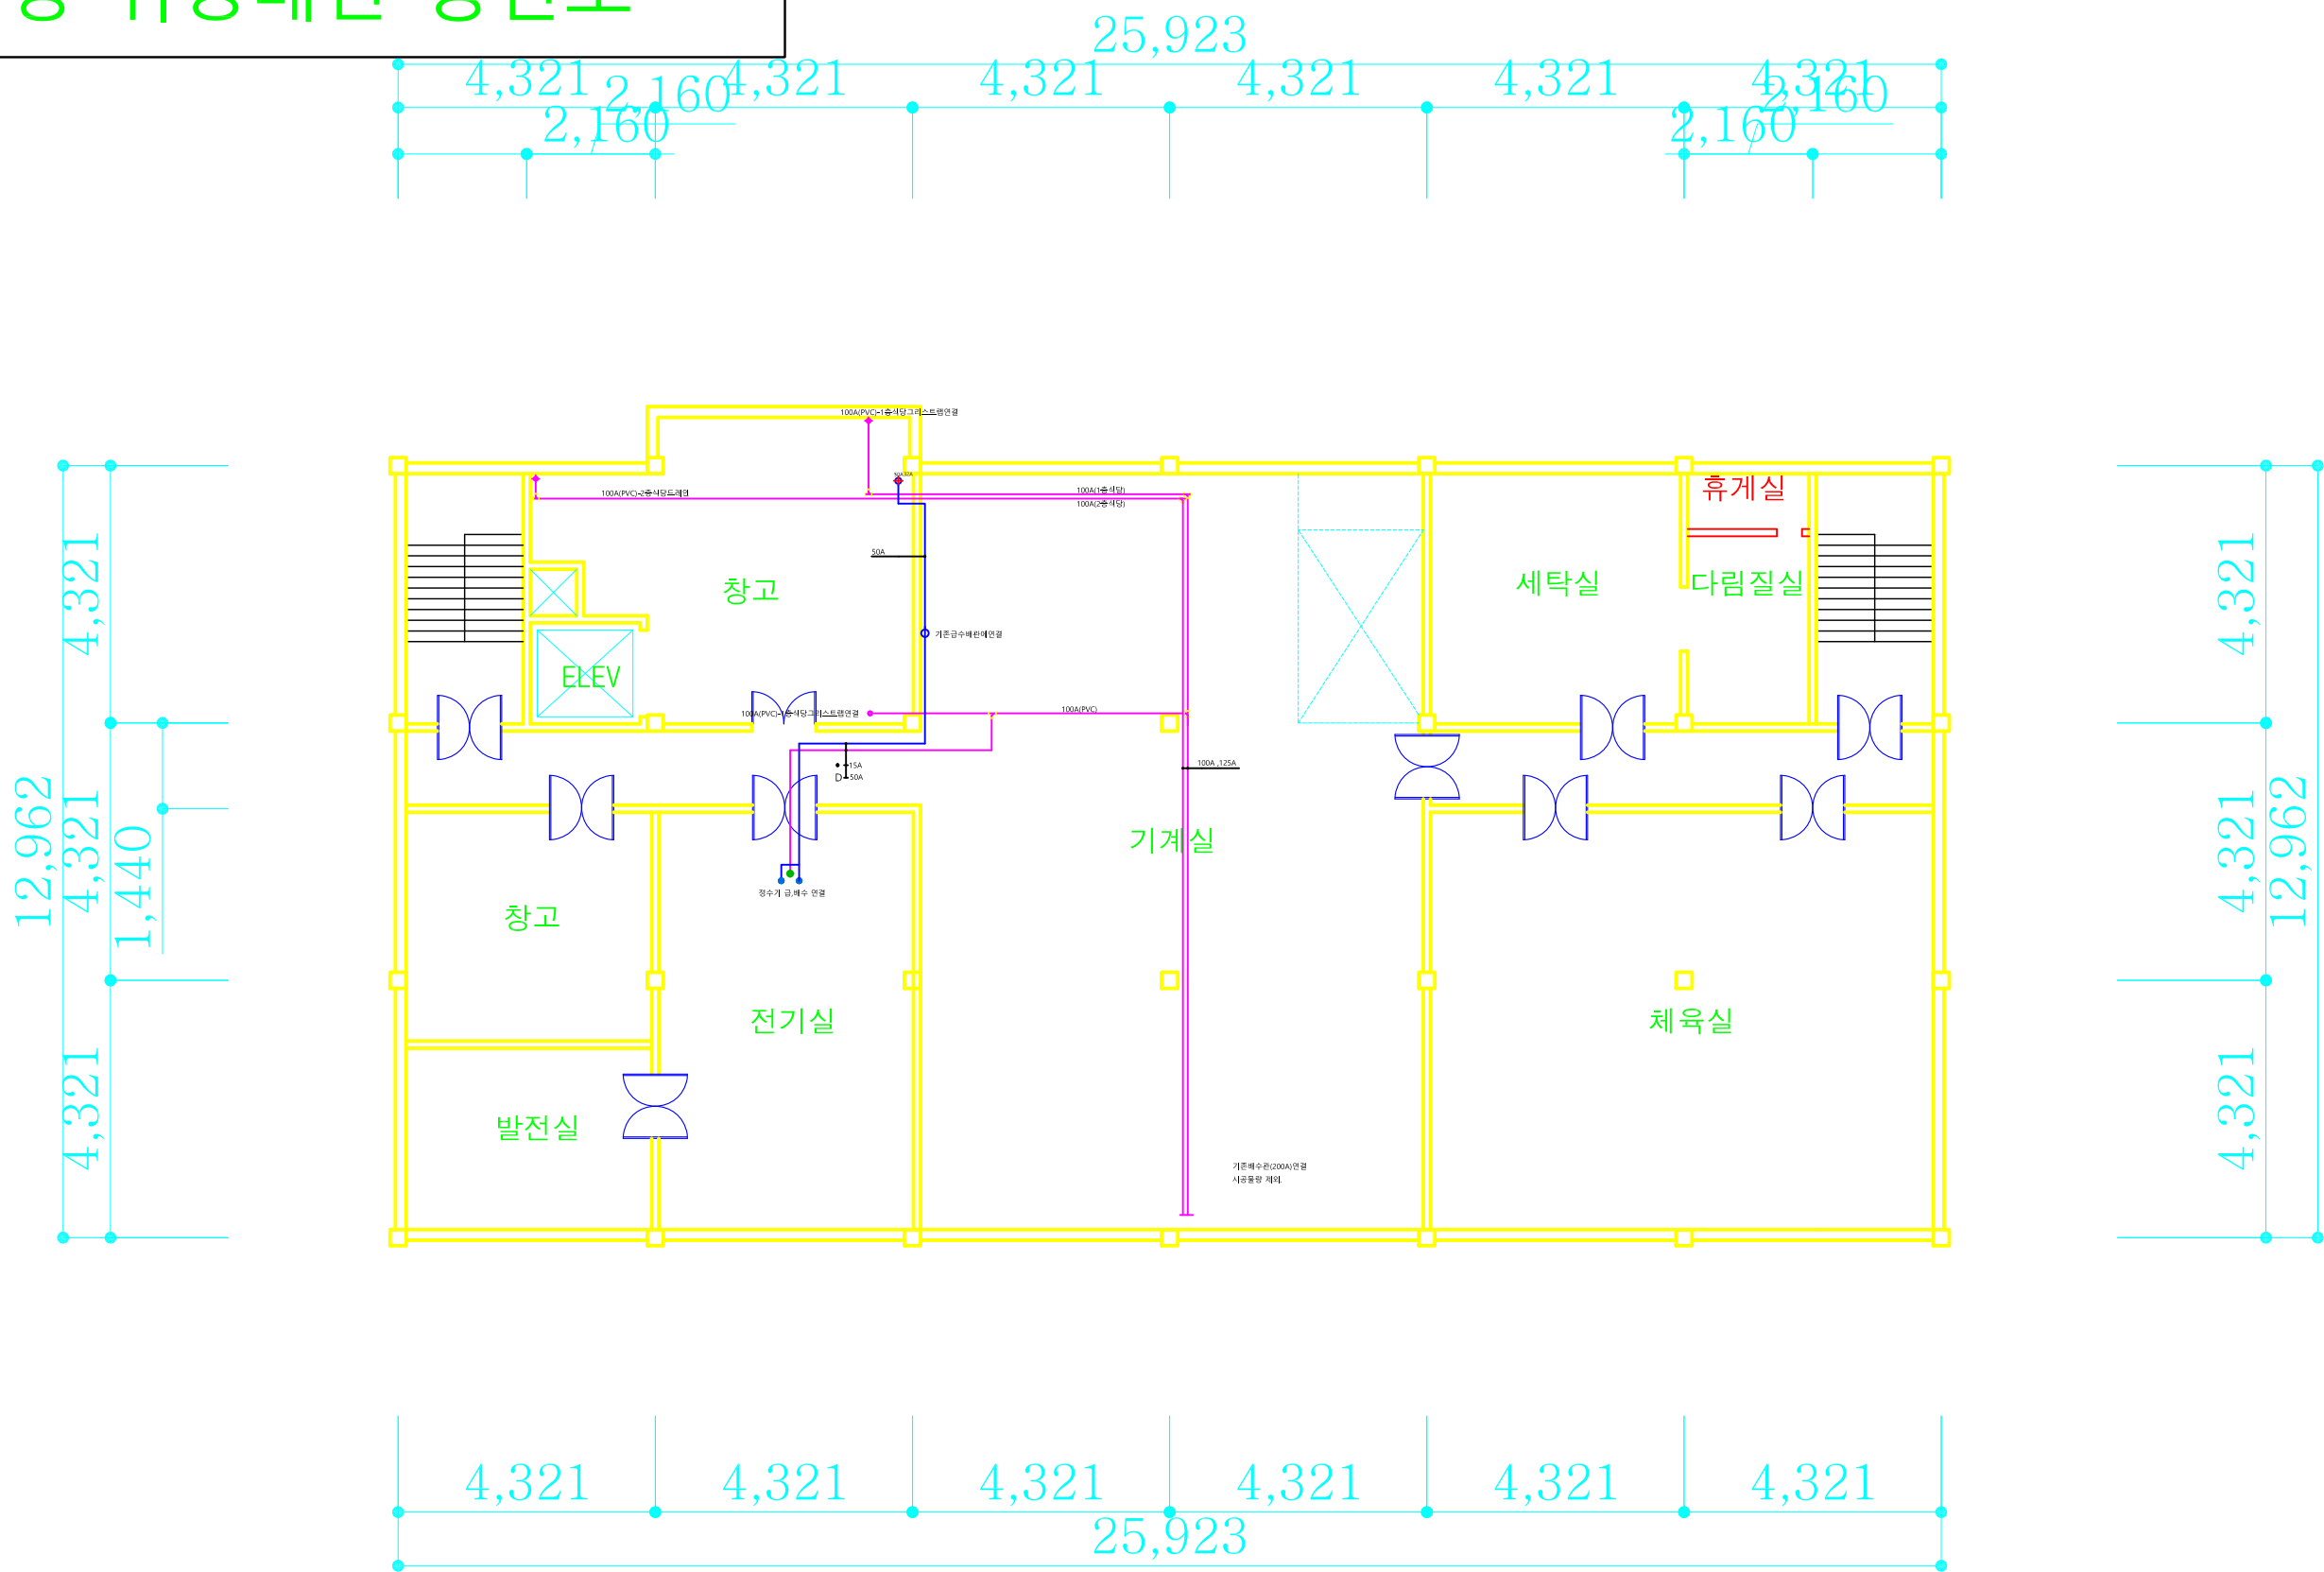 25,923
4,321
4,321
4,321
4,321
4,321
4,321
2,160
2,160
2,160
2,160
100A(PVC)-1층식당그리스트랩연결
50A
100A(PVC)-2층식당드레인
100A(1층식당)
100A(2층식당)
휴게실
50A
창고
세탁실
다림질실
기존급수배관에연결
ELEV
100A(PVC)-1층식당그리스트랩연결
100A(PVC)
15A
D 50A
100A ,125A
기계실
정수기 급,배수 연결
창고
전기실
체육실
발전실
기존배수관(200A)연결
시공물량 제외.
12,962
4,321
4,321
4,321
1,440
4,321
4,321
4,321
12,962
4,321
4,321
4,321
4,321
4,321
4,321
25,923